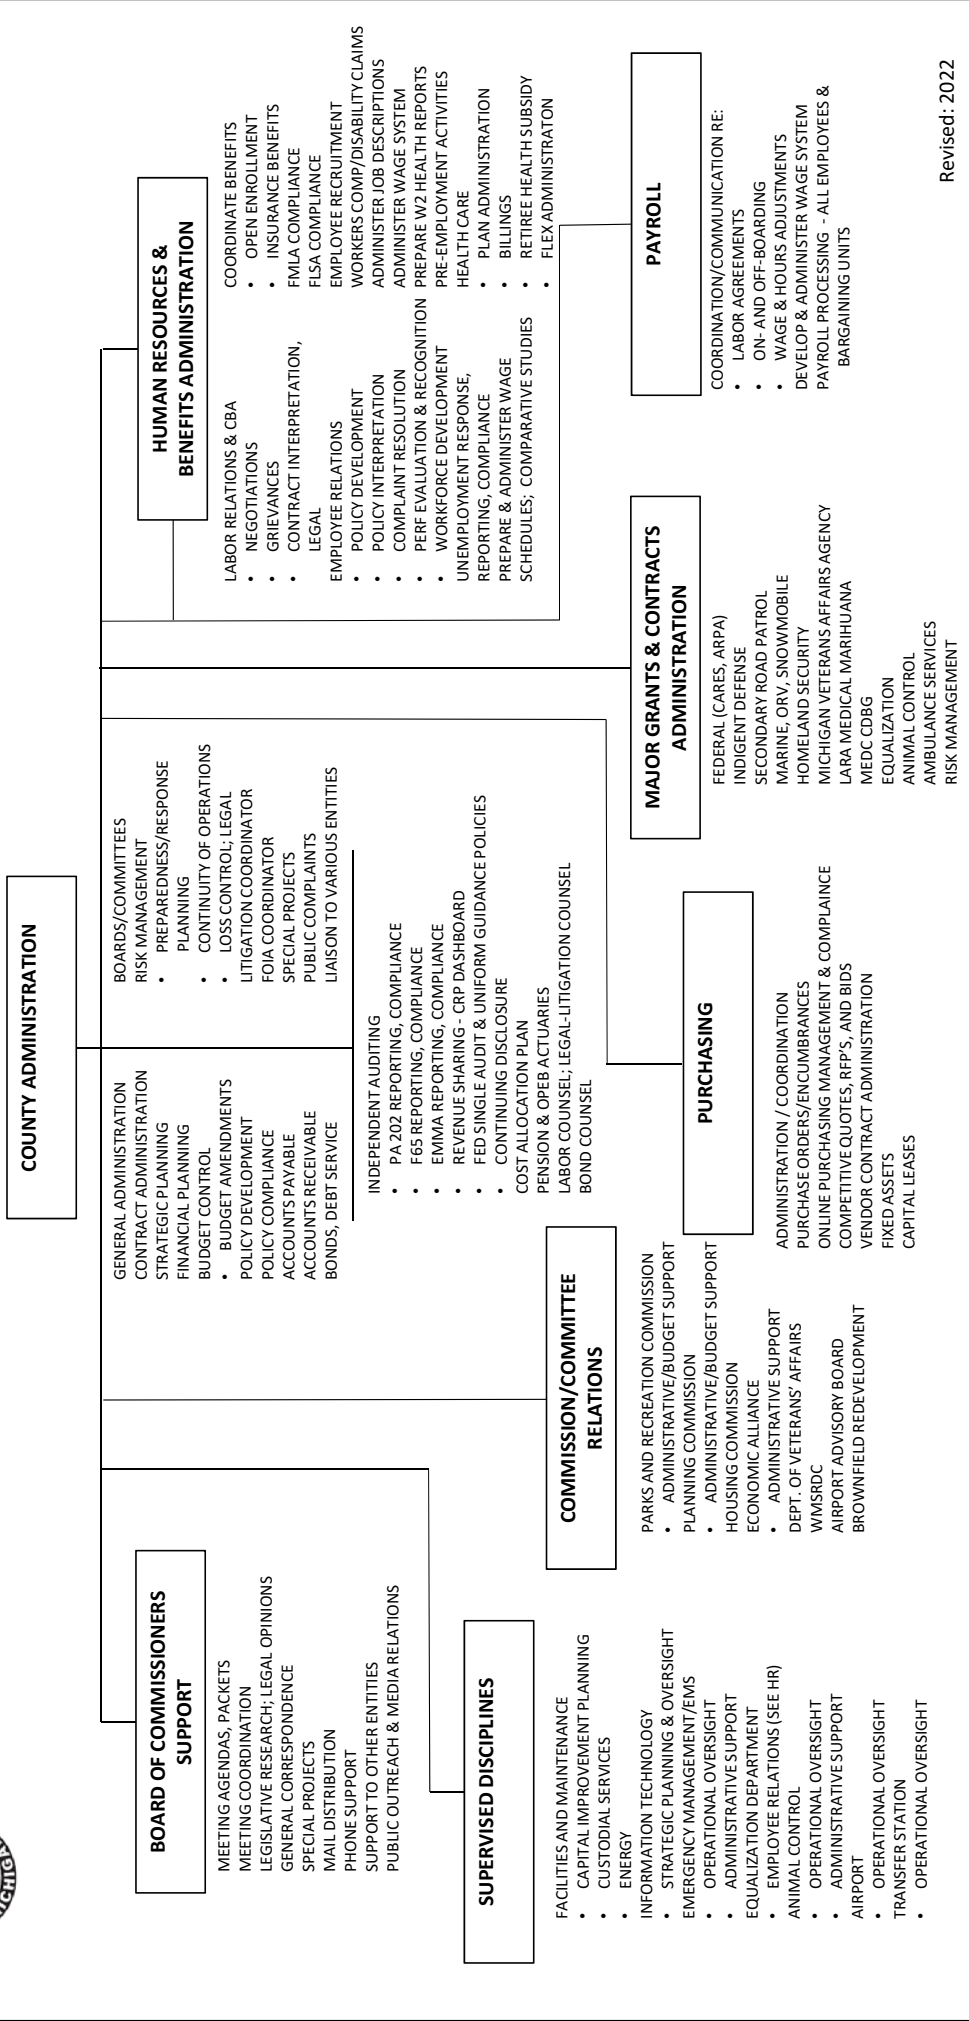 MICHIGAN
COUNTY ADMINISTRATION
GENERAL ADMINISTRATION
CONTRACT ADMINISTRATION
STRATEGIC PLANNING
FINANCIAL PLANNING
BUDGET CONTROL
• BUDGET AMENDMENTS
POLICY DEVELOPMENT
POLICY COMPLIANCE
ACCOUNTS PAYABLE
ACCOUNTS RECEIVABLE
BONDS, DEBT SERVICE
BOARDS/COMMITTEES
RISK MANAGEMENT
• PREPAREDNESS/RESPONSE
PLANNING
• CONTINUITY OF OPERATIONS
• LOSS CONTROL; LEGAL
LITIGATION COORDINATOR
FOIA COORDINATOR
SPECIAL PROJECTS
PUBLIC COMPLAINTS
LIAISON TO VARIOUS ENTITIES
INDEPENDENT AUDITING
• PA 202 REPORTING, COMPLIANCE
• F65 REPORTING, COMPLIANCE
• EMMA REPORTING, COMPLIANCE
• REVENUE SHARING - CRP DASHBOARD
• FED SINGLE AUDIT & UNIFORM GUIDANCE POLICIES
• CONTINUING DISCLOSURE
COST ALLOCATION PLAN
PENSION & OPEB ACTUARIES
LABOR COUNSEL; LEGAL-LITIGATION COUNSEL
BOND COUNSEL
BOARD OF COMMISSIONERS
SUPPORT
MEETING AGENDAS, PACKETS
MEETING COORDINATION
LEGISLATIVE RESEARCH; LEGAL OPINIONS
GENERAL CORRESPONDENCE
SPECIAL PROJECTS
MAIL DISTRIBUTION
PHONE SUPPORT
SUPPORT TO OTHER ENTITIES
PUBLIC OUTREACH & MEDIA RELATIONS
HUMAN RESOURCES &
BENEFITS ADMINISTRATION
LABOR RELATIONS & CBA
• NEGOTIATIONS
• GRIEVANCES
• CONTRACT INTERPRETATION,
LEGAL
EMPLOYEE RELATIONS
• POLICY DEVELOPMENT
• POLICY INTERPRETATION
• COMPLAINT RESOLUTION
• PERF EVALUATION & RECOGNITION
• WORKFORCE DEVELOPMENT
UNEMPLOYMENT RESPONSE,
REPORTING, COMPLIANCE
PREPARE & ADMINISTER WAGE
SCHEDULES; COMPARATIVE STUDIES
COORDINATE BENEFITS
• OPEN ENROLLMENT
• INSURANCE BENEFITS
FMLA COMPLIANCE
FLSA COMPLIANCE
EMPLOYEE RECRUITMENT
WORKERS COMP/DISABILITY CLAIMS
ADMINISTER JOB DESCRIPTIONS
ADMINISTER WAGE SYSTEM
PREPARE W2 HEALTH REPORTS
PRE-EMPLOYMENT ACTIVITIES
HEALTH CARE
• PLAN ADMINISTRATION
• BILLINGS
• RETIREE HEALTH SUBSIDY
• FLEX ADMINISTRATON
SUPERVISED DISCIPLINES
FACILITIES AND MAINTENANCE
• CAPITAL IMPROVEMENT PLANNING
• CUSTODIAL SERVICES
• ENERGY
INFORMATION TECHNOLOGY
• STRATEGIC PLANNING & OVERSIGHT
EMERGENCY MANAGEMENT/EMS
• OPERATIONAL OVERSIGHT
• ADMINISTRATIVE SUPPORT
EQUALIZATION DEPARTMENT
• EMPLOYEE RELATIONS (SEE HR)
ANIMAL CONTROL
• OPERATIONAL OVERSIGHT
• ADMINISTRATIVE SUPPORT
AIRPORT
• OPERATIONAL OVERSIGHT
TRANSFER STATION
• OPERATIONAL OVERSIGHT
COMMISSION/COMMITTEE
RELATIONS
PARKS AND RECREATION COMMISSION
• ADMINISTRATIVE/BUDGET SUPPORT
PLANNING COMMISSION
• ADMINISTRATIVE/BUDGET SUPPORT
HOUSING COMMISSION
ECONOMIC ALLIANCE
• ADMINISTRATIVE SUPPORT
DEPT. OF VETERANS' AFFAIRS
WMSRDC
AIRPORT ADVISORY BOARD
BROWNFIELD REDEVELOPMENT
PURCHASING
ADMINISTRATION / COORDINATION
PURCHASE ORDERS/ENCUMBRANCES
ONLINE PURCHASING MANAGEMENT & COMPLAINCE
COMPETITIVE QUOTES, RFP'S, AND BIDS
VENDOR CONTRACT ADMINISTRATION
FIXED ASSETS
CAPITAL LEASES
MAJOR GRANTS & CONTRACTS
ADMINISTRATION
FEDERAL (CARES, ARPA)
INDIGENT DEFENSE
SECONDARY ROAD PATROL
MARINE, ORV, SNOWMOBILE
HOMELAND SECURITY
MICHIGAN VETERANS AFFAIRS AGENCY
LARA MEDICAL MARIHUANA
MEDC CDBG
EQUALIZATION
ANIMAL CONTROL
AMBULANCE SERVICES
RISK MANAGEMENT
PAYROLL
COORDINATION/COMMUNICATION RE:
• LABOR AGREEMENTS
• ON- AND OFF-BOARDING
• WAGE & HOURS ADJUSTMENTS
DEVELOP & ADMINISTER WAGE SYSTEM
PAYROLL PROCESSING - ALL EMPLOYEES &
BARGAINING UNITS
Revised: 2022